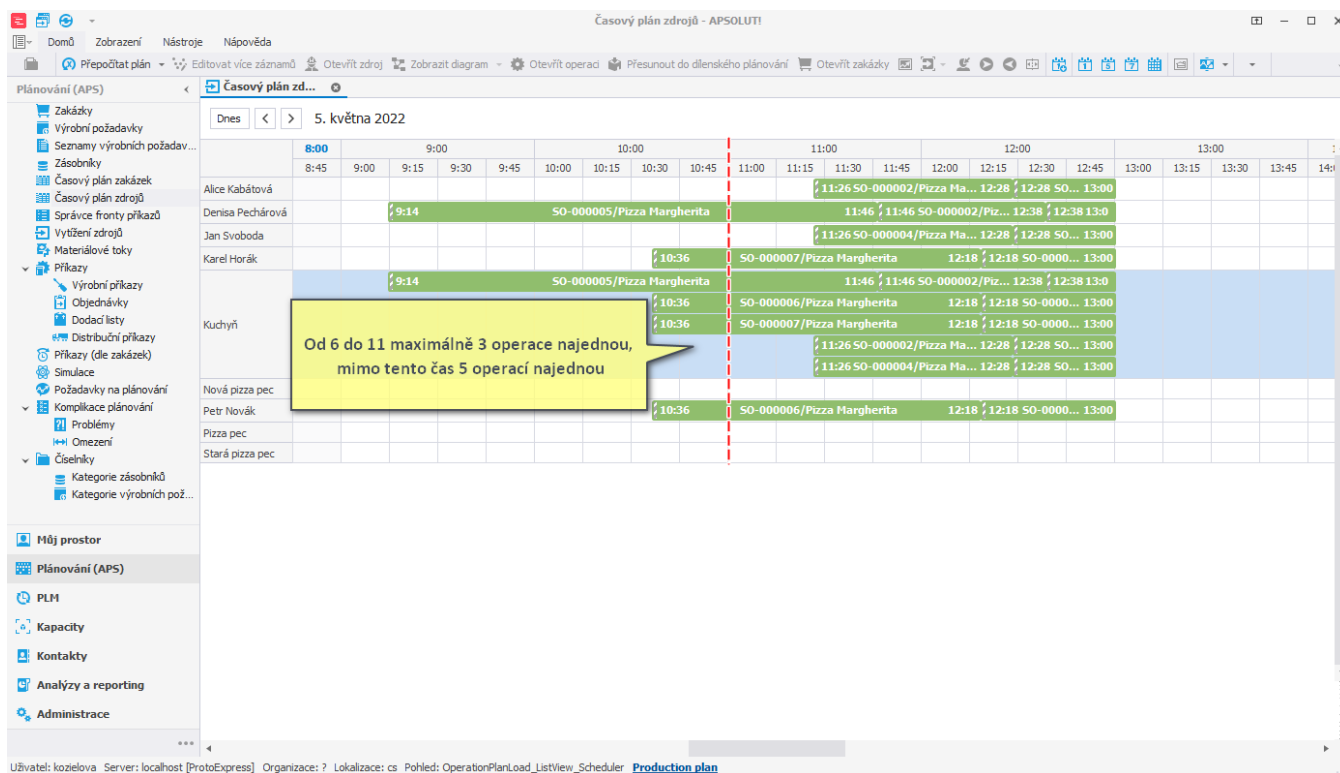 Časový plán zdrojů - APSOLUT!
Domů Zobrazení Nástroje Nápověda
Přepočítat plán Editovat více záznamů Otevřít zdroj Zobrazit diagram Otevřít operaci Přesunout do dílenského plánování Otevřít zakázky
Plánování (APS)
Časový plán zd...
Zakázky
Výrobní požadavky
Seznamy výrobních požadav...
Zásobníky
Časový plán zakázek
Časový plán zdrojů
Správce fronty příkazů
Vytížení zdrojů
Materiálové toky
Příkazy
Výrobní příkazy
Objednávky
Dodací listy
Distribuční příkazy
Příkazy (dle zakázek)
Simulace
Požadavky na plánování
Komplikace plánování
Problémy
Omezení
Číselníky
Kategorie zásobníků
Kategorie výrobních pož...
Můj prostor
Plánování (APS)
PLM
Kapacity
Kontakty
Analýzy a reporting
Administrace
Dnes 5. května 2022
8:00 9:00 10:00 11:00 12:00 13:00
8:45 9:00 9:15 9:30 9:45 10:00 10:15 10:30 10:45 11:00 11:15 11:30 11:45 12:00 12:15 12:30 12:45 13:00 13:15 13:30 13:45
Alice Kabátová 11:26 SO-000002/Pizza Ma... 12:28 12:28 SO... 13:00
Denisa Pechárová 9:14 SO-000005/Pizza Margherita 11:46 11:46 SO-000002/Piz... 12:38 12:38 13:0
Jan Svoboda 11:26 SO-000004/Pizza Ma... 12:28 12:28 SO... 13:00
Karel Horák 10:36 SO-000007/Pizza Margherita 12:18 12:18 SO-0000... 13:00
9:14 SO-000005/Pizza Margherita 11:46 11:46 SO-000002/Piz... 12:38 12:38 13:0
10:36 SO-000006/Pizza Margherita 12:18 12:18 SO-0000... 13:00
Kuchyň 10:36 SO-000007/Pizza Margherita 12:18 12:18 SO-0000... 13:00
11:26 SO-000002/Pizza Ma... 12:28 12:28 SO... 13:00
11:26 SO-000004/Pizza Ma... 12:28 12:28 SO... 13:00
Od 6 do 11 maximálně 3 operace najednou,
mimo tento čas 5 operací najednou
Nová pizza pec
Petr Novák 10:36 SO-000006/Pizza Margherita 12:18 12:18 SO-0000... 13:00
Pizza pec
Stará pizza pec
Uživatel: kozielova Server: localhost [ProtoExpress] Organizace: ? Lokalizace: cs Pohled: OperationPlanLoad_ListView_Scheduler Production plan